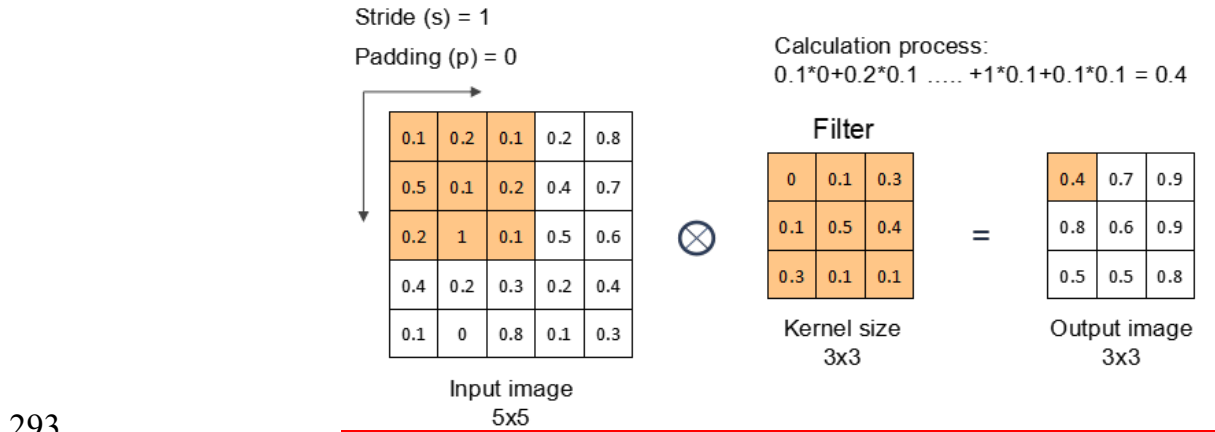 Stride (s) = 1
Padding (p) = 0
Calculation process:
0.1*0+0.2*0.1 ..... +1*0.1+0.1*0.1 = 0.4
Filter
0.1 0.2 0.1 0.2 0.8
0.5 0.1 0.2 0.4 0.7
0.2 1 0.1 0.5 0.6
0.4 0.2 0.3 0.2 0.4
0.1 0 0.8 0.1 0.3
Input image
5x5
0 0.1 0.3
0.1 0.5 0.4
0.3 0.1 0.1
Kernel size
3x3
=
0.4 0.7 0.9
0.8 0.6 0.9
0.5 0.5 0.8
Output image
3x3
293